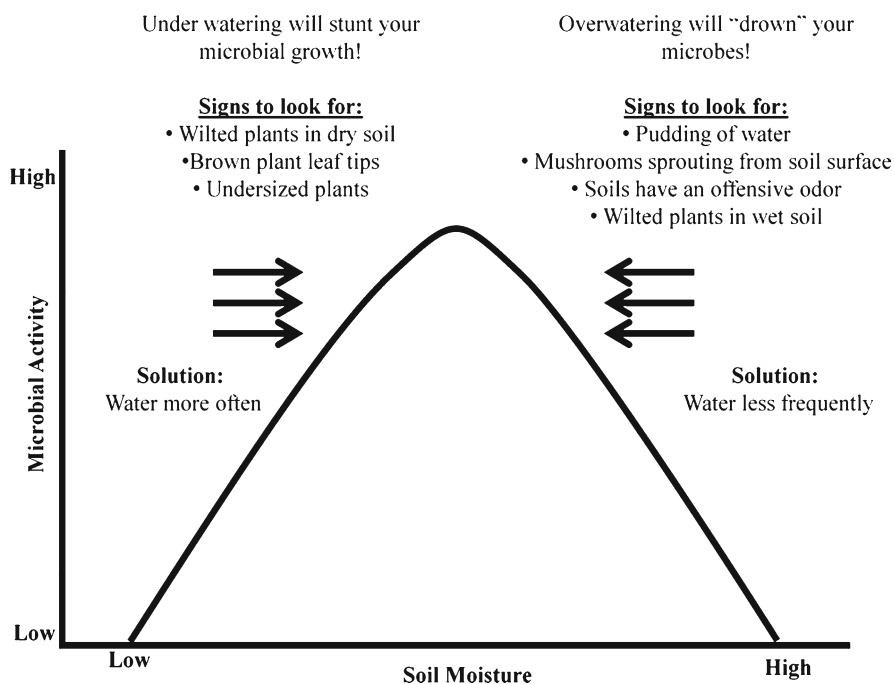 Under watering will stunt your
microbial growth!
Signs to look for:
• Wilted plants in dry soil
•Brown plant leaf tips
• Undersized plants
Overwatering will “drown” your
microbes!
Signs to look for:
• Pudding of water
• Mushrooms sprouting from soil surface
• Soils have an offensive odor
• Wilted plants in wet soil
High
Microbial Activity
Low
Solution:
Water more often
Solution:
Water less frequently
Low
Soil Moisture
High